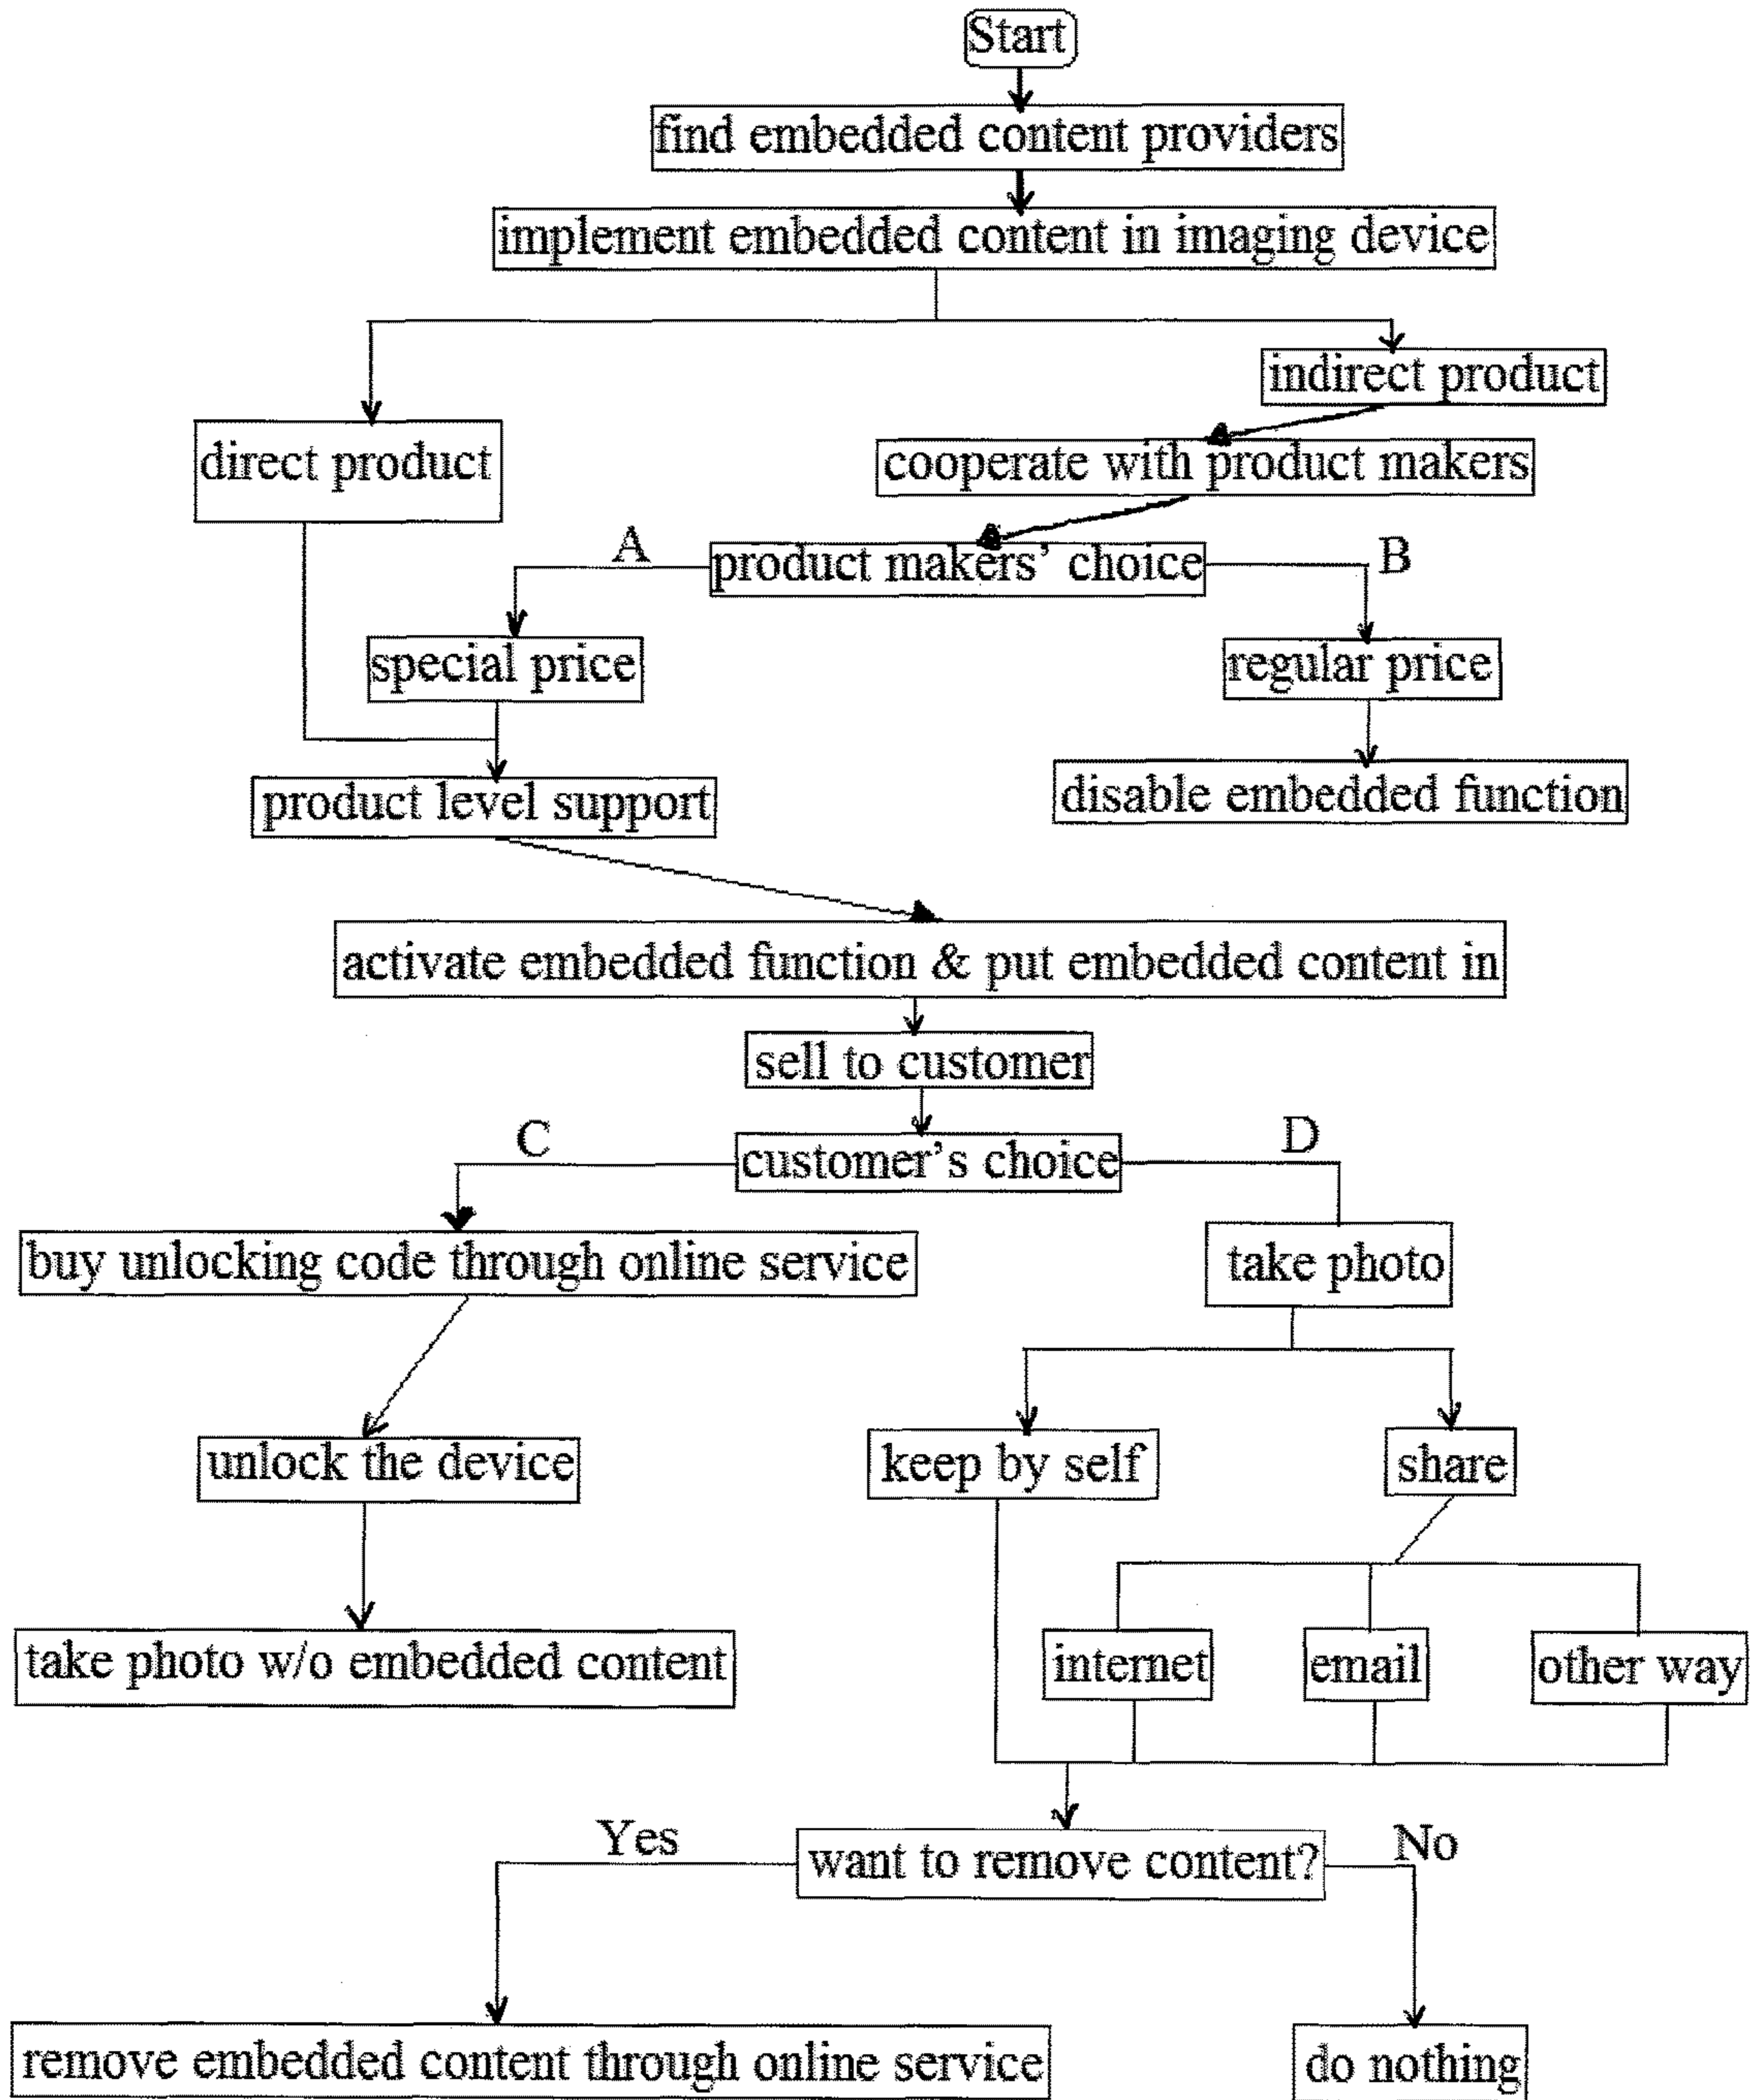 Start
find embedded content providers
implement embedded content in imaging device
indirect product
direct product
cooperate with product makers
A
product makers' choice
B
special price
regular price
product level support
disable embedded function
activate embedded function & put embedded content in
sell to customer
C
customer's choice
D
buy unlocking code through online service
take photo
unlock the device
keep by self
share
take photo w/o embedded content
internet
email
other way
Yes
want to remove content?
No
remove embedded content through online service
do nothing